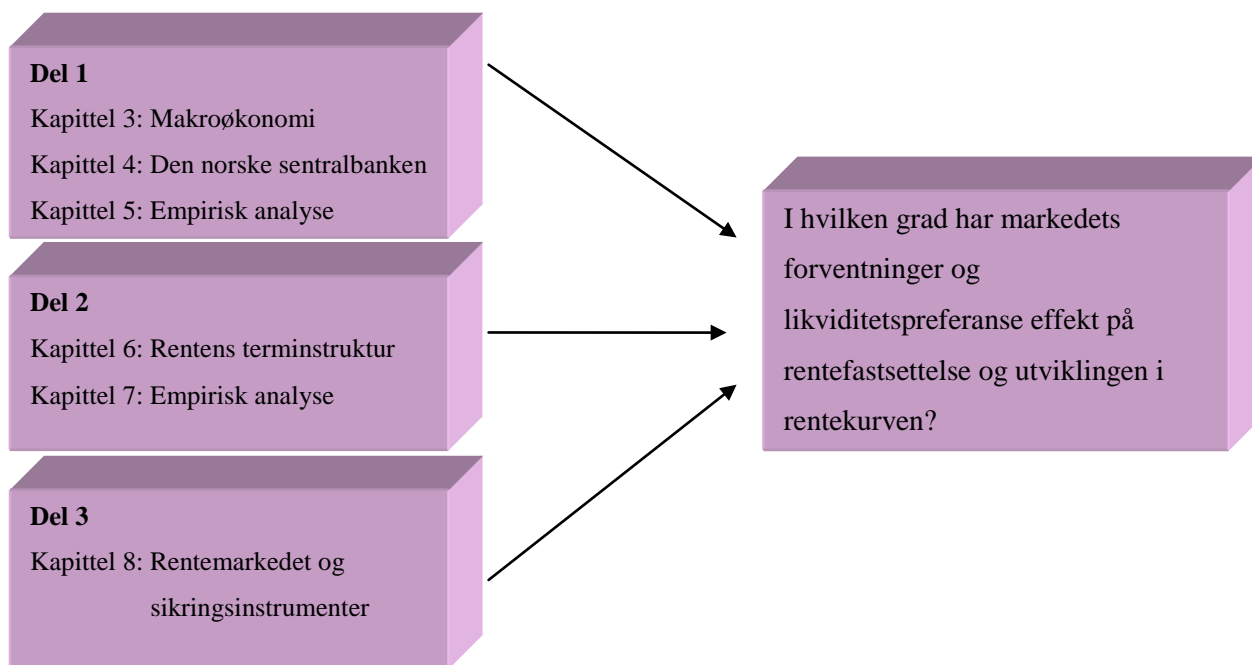 Del 1
Kapittel 3: Makroøkonomi
Kapittel 4: Den norske sentralbanken
Kapittel 5: Empirisk analyse
Del 2
Kapittel 6: Rentens terminstruktur
Kapittel 7: Empirisk analyse
Del 3
Kapittel 8: Rentemarkedet og
sikringsinstrumenter
I hvilken grad har markedets
forventninger og
likviditetspreferanse effekt på
rentefastsettelse og utviklingen i
rentekurven?